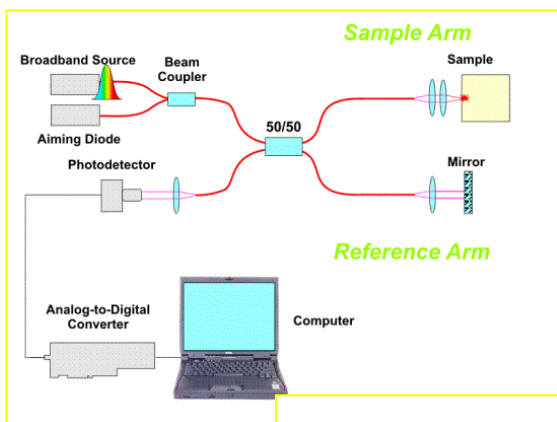 Sample Arm
Broadband Source
Beam
Coupler
Sample
Aiming Diode
50/50
Photodetector
Mirror
Reference Arm
Analog-to-Digital
Converter
Computer